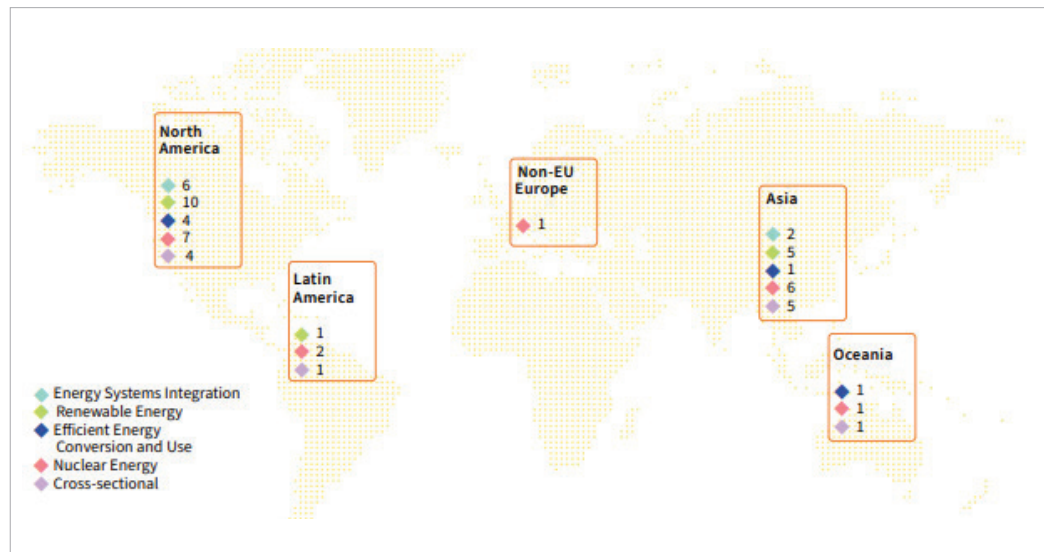 North
America
6
10
4
7
4
Latin
America
1
2
1
Non-EU
Europe
1
Asia
2
5
1
6
5
Oceania
1
1
1
Energy Systems Integration
Renewable Energy
Efficient Energy
Conversion and Use
Nuclear Energy
Cross-sectional